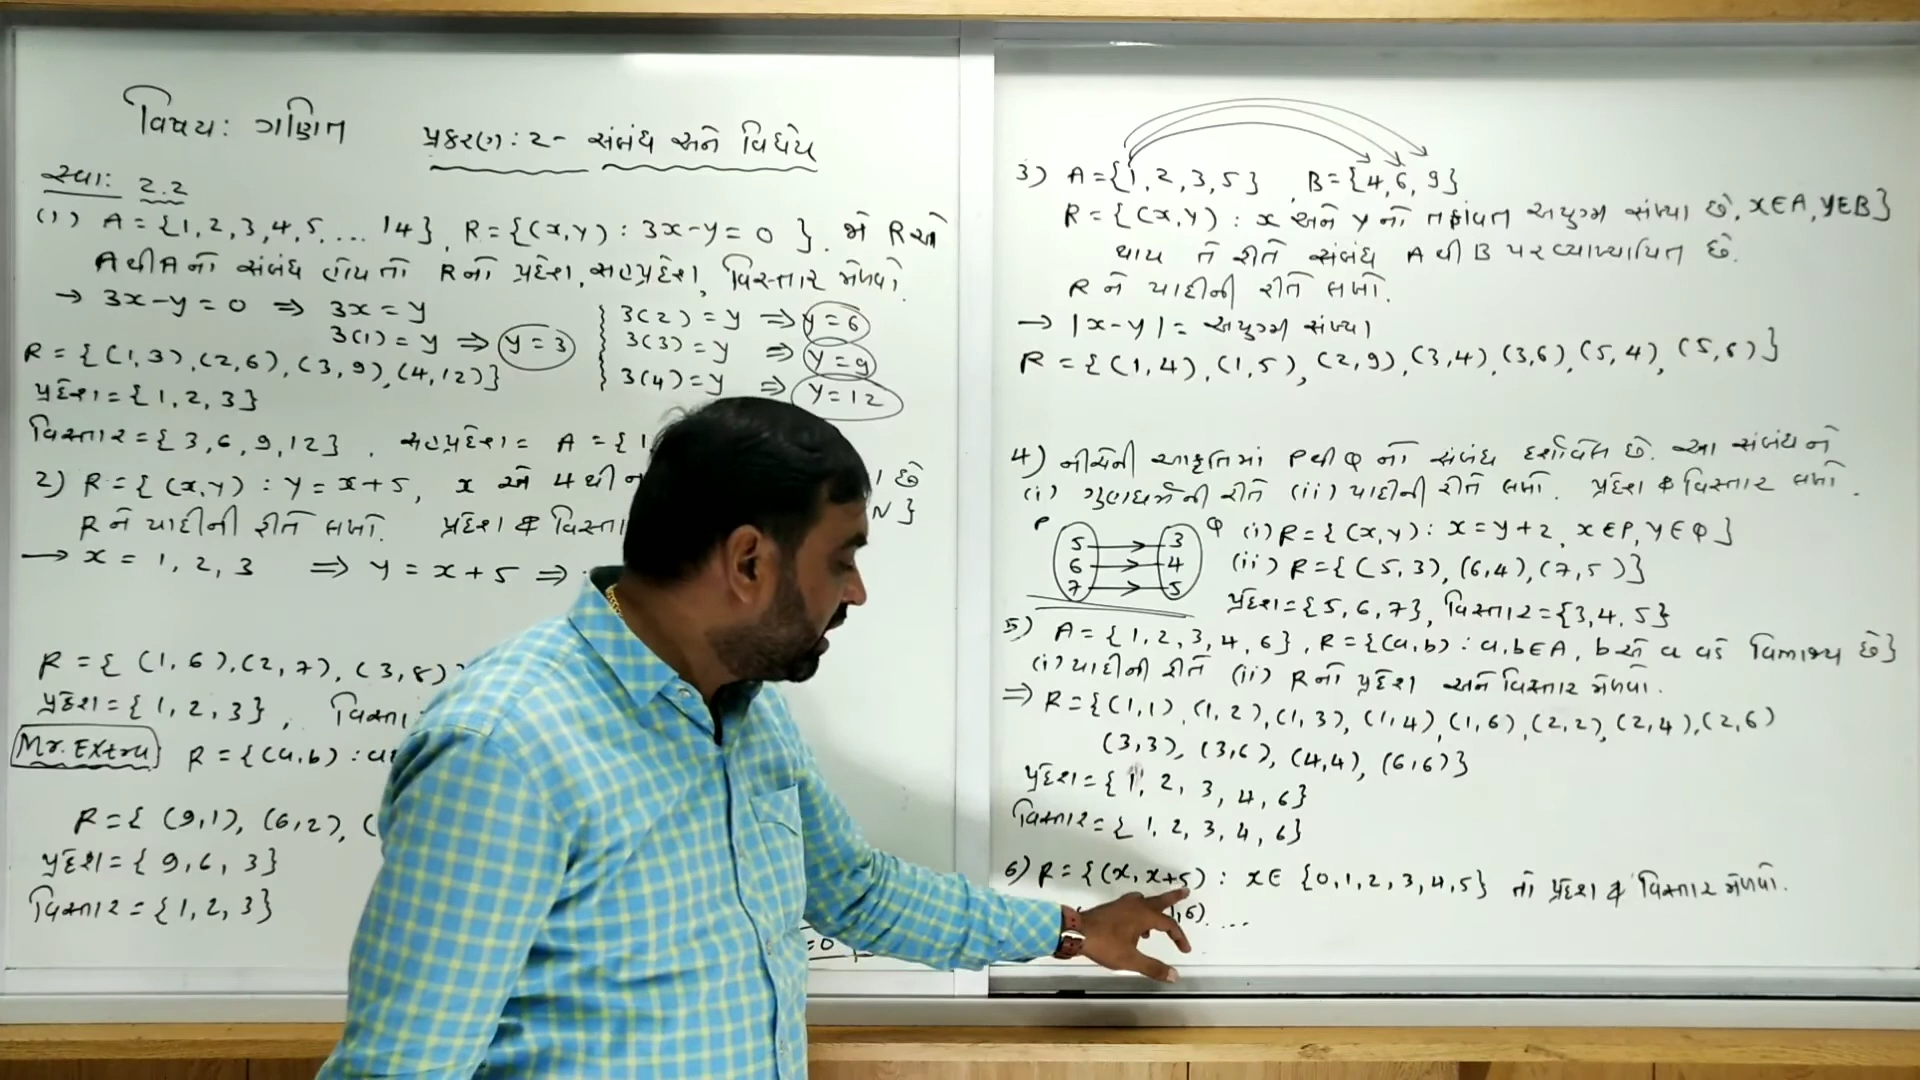 વિષય: ગણિત
પ્રકરણ: 2- સંબંધ અને વિધેય
સ્વા: 2.2
(1) A = {1, 2, 3, 4, 5, ... 14}, R = {(x, y) : 3x-y = 0 }. જો R એ
A થી A નો સંબંધ હોય તો R નો પ્રદેશ, સહપ્રદેશ, વિસ્તાર મેળવો.
→ 3x-y = 0 ⇒ 3x = y
3(1) = y ⇒ y = 3
3(2) = y ⇒ y = 6
3(3) = y ⇒ y = 9
3(4) = y ⇒ y = 12
R = { (1, 3), (2, 6), (3, 9), (4, 12)}
પ્રદેશ = {1, 2, 3}
વિસ્તાર = { 3, 6, 9, 12}. સહપ્રદેશ = A = { 1
2) R = { (x, y) : y = x+5, x એ 4 થી છે
R ને યાદીની રીતે લખો. પ્રદેશ & વિસ્તા N }
→ x = 1, 2, 3 ⇒ y = x+5 ⇒
R = { (1, 6), (2, 7), (3, 8)
પ્રદેશ = { 1, 2, 3 }, વિસ્તા
Mr. Extra R = {(a, b) :
R = { (9, 1), (6, 2), (
પ્રદેશ = { 9, 6, 3 }
વિસ્તાર = { 1, 2, 3 }
=0
3) A = {1, 2, 3, 5}, B = {4, 6, 9}
R = {(x, y) : x અને y નો તફાવત અયુગ્મ સંખ્યા છે, x∈A, y∈B}
થાય તે રીતે સંબંધ A થી B પર વ્યાખ્યાયિત છે.
R ને યાદીની રીતે લખો.
→ |x-y| = અયુગ્મ સંખ્યા
R = { (1, 4), (1, 5), (2, 9), (3, 4), (3, 6), (5, 4), (5, 6) }
4) નીચેની આકૃતિમાં P થી Q નો સંબંધ દર્શાવેલ છે. આ સંબંધને
(i) ગુણધર્મની રીતે (ii) યાદીની રીતે લખો. પ્રદેશ & વિસ્તાર લખો.
P Q (i) R = { (x, y) : x = y+2, x∈P, y∈Q }
5 3
6 4 (ii) R = { (5, 3), (6, 4), (7, 5 )}
7 5 પ્રદેશ = {5, 6, 7}, વિસ્તાર = {3, 4, 5}
5) A = { 1, 2, 3, 4, 6}, R = {(a, b) : a, b∈A, b એ a વડે વિભાજ્ય છે}
(i) યાદીની રીતે (ii) R નો પ્રદેશ અને વિસ્તાર મેળવો.
⇒ R = { (1, 1), (1, 2), (1, 3), (1, 4), (1, 6), (2, 2), (2, 4), (2, 6)
(3, 3), (3, 6), (4, 4), (6, 6)}
પ્રદેશ = { 1, 2, 3, 4, 6}
વિસ્તાર = { 1, 2, 3, 4, 6}
6) R = {(x, x+5) : x∈ {0, 1, 2, 3, 4, 5} તો પ્રદેશ & વિસ્તાર મેળવો.
1, 6), ....